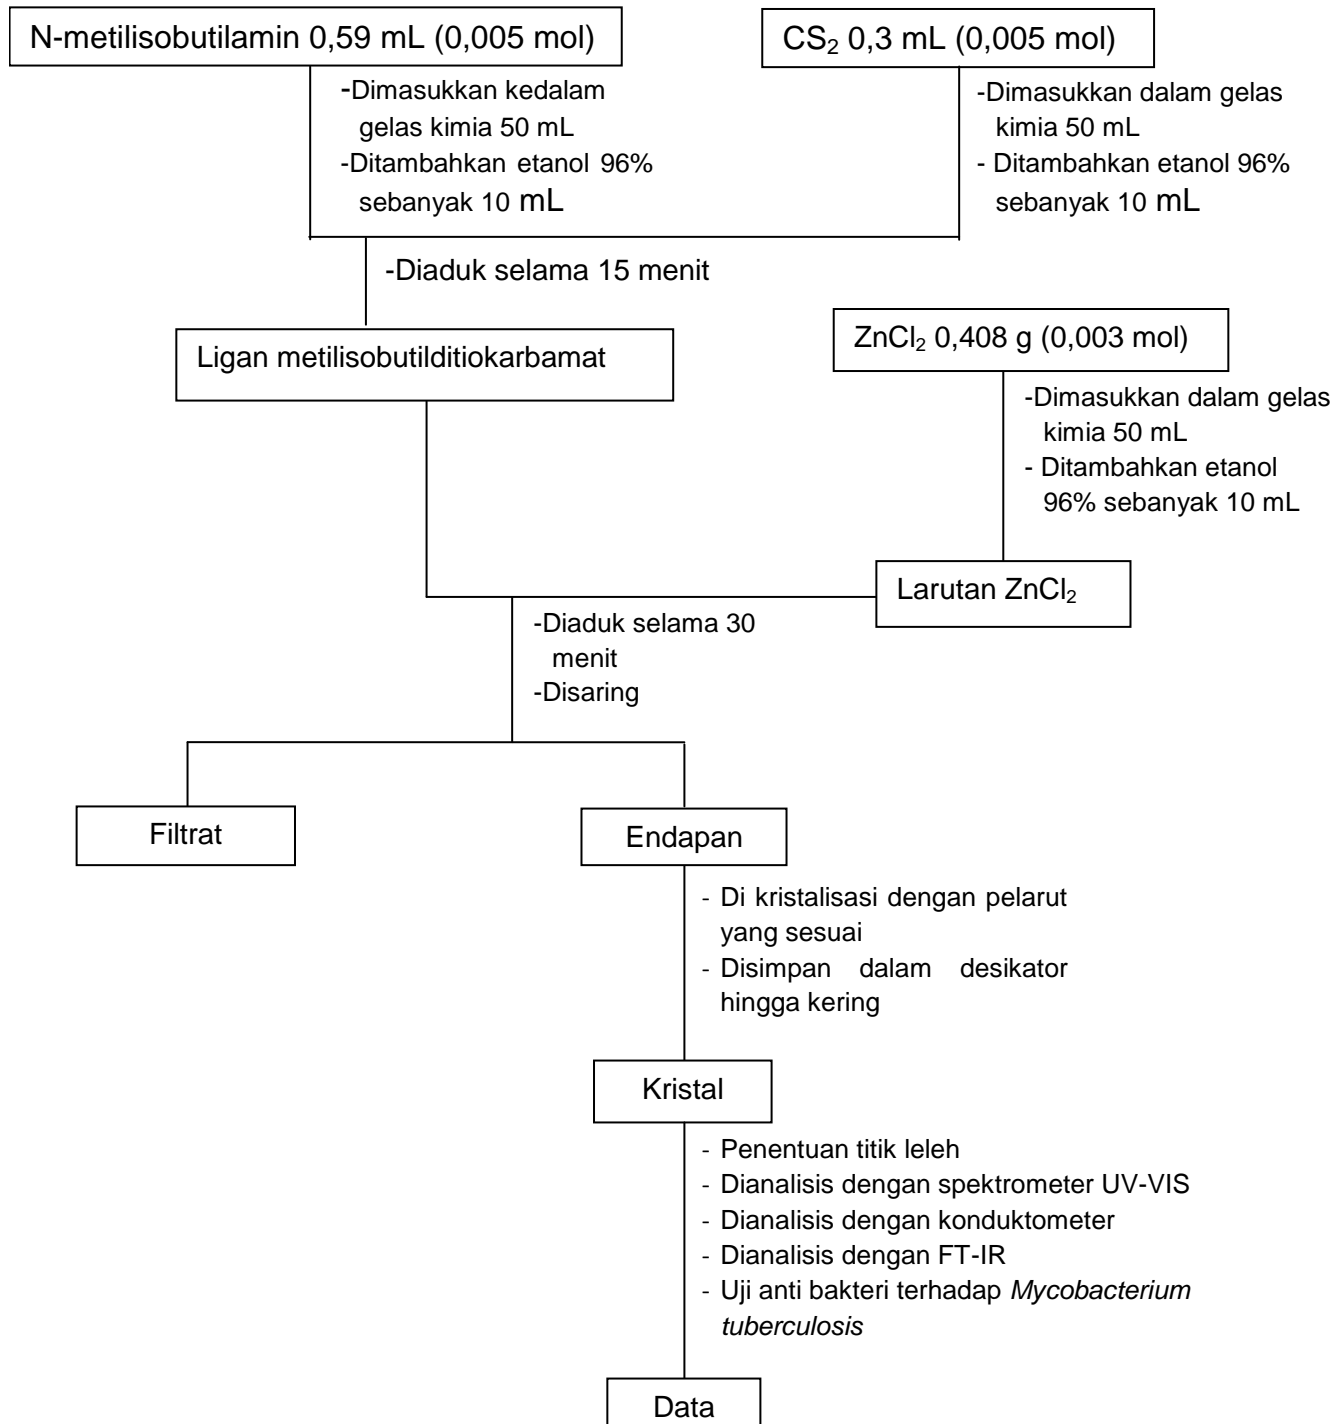 N-metilisobutilamin 0,59 mL (0,005 mol)
CS₂ 0,3 mL (0,005 mol)
-Dimasukkan kedalam
gelas kimia 50 mL
-Ditambahkan etanol 96%
sebanyak 10 mL
-Dimasukkan dalam gelas
kimia 50 mL
- Ditambahkan etanol 96%
sebanyak 10 mL
-Diaduk selama 15 menit
Ligan metilisobutilditiokarbamat
ZnCl₂ 0,408 g (0,003 mol)
-Dimasukkan dalam gelas
kimia 50 mL
- Ditambahkan etanol
96% sebanyak 10 mL
Larutan ZnCl₂
-Diaduk selama 30
menit
-Disaring
Filtrat
Endapan
- Di kristalisasi dengan pelarut
yang sesuai
- Disimpan dalam desikator
hingga kering
Kristal
- Penentuan titik leleh
- Dianalisis dengan spektrometer UV-VIS
- Dianalisis dengan konduktometer
- Dianalisis dengan FT-IR
- Uji anti bakteri terhadap Mycobacterium
tuberculosis
Data